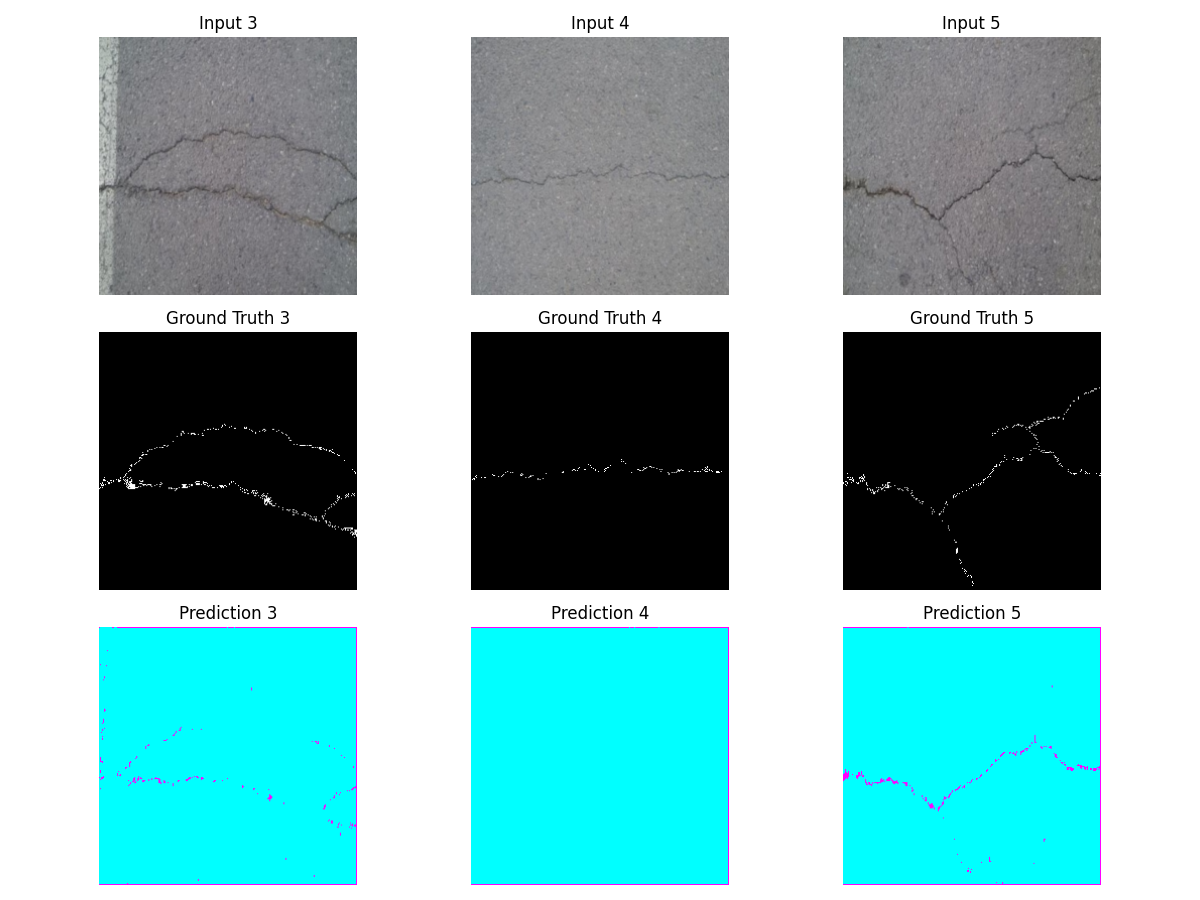 Input 3
Input 4
Input 5
Ground Truth 3
Ground Truth 4
Ground Truth 5
Prediction 3
Prediction 4
Prediction 5